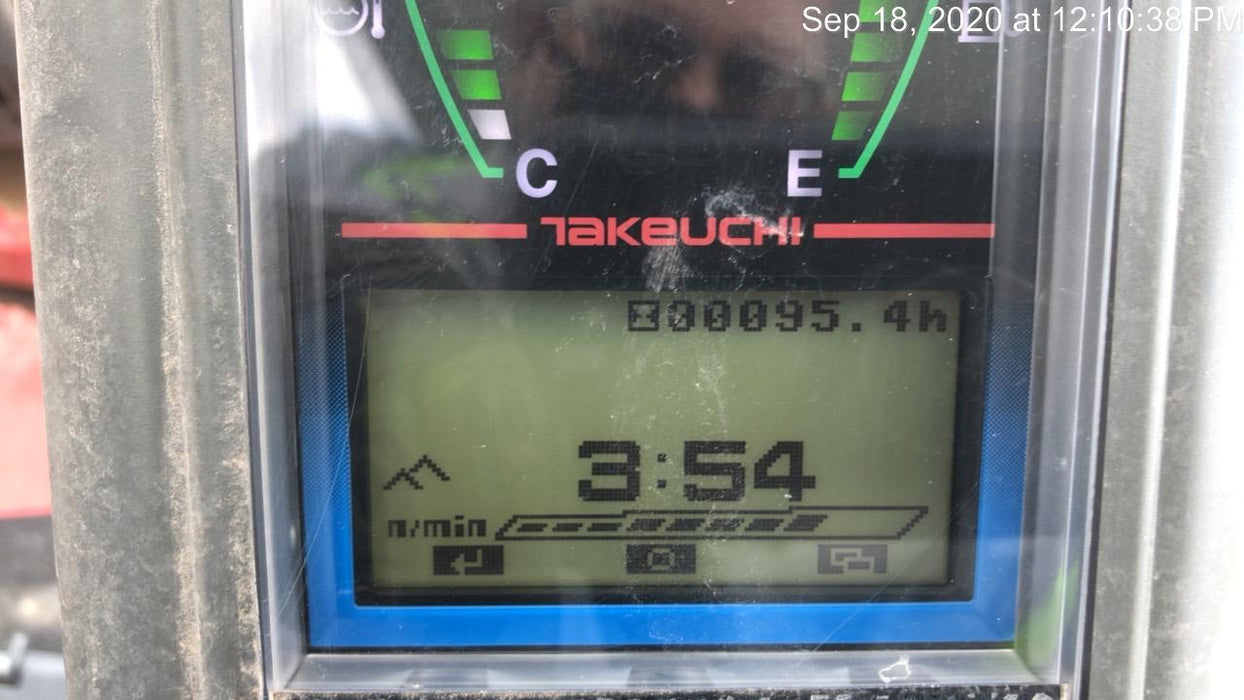 Sep 18, 2020 at 12:10:38 PM
C E
TAKEUCHI
00095.4h
3:54
n/min